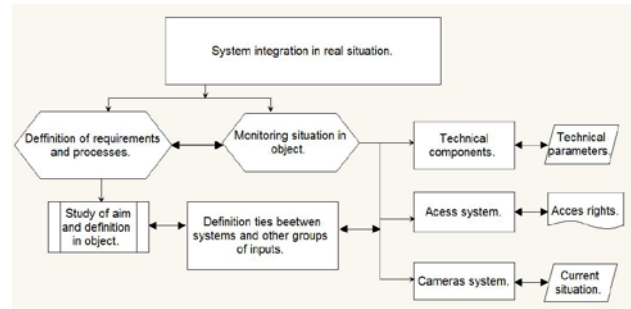 System integration in real situation.
Deffinition of requirements
and processes.
Monitoring situation in
object.
Technical
components.
Technical
parameters.
Study of aim
and definition
in object.
Definition ties beetwen
systems and other groups
of inputs.
Acess system.
Acces rights.
Cameras system.
Current
situation.